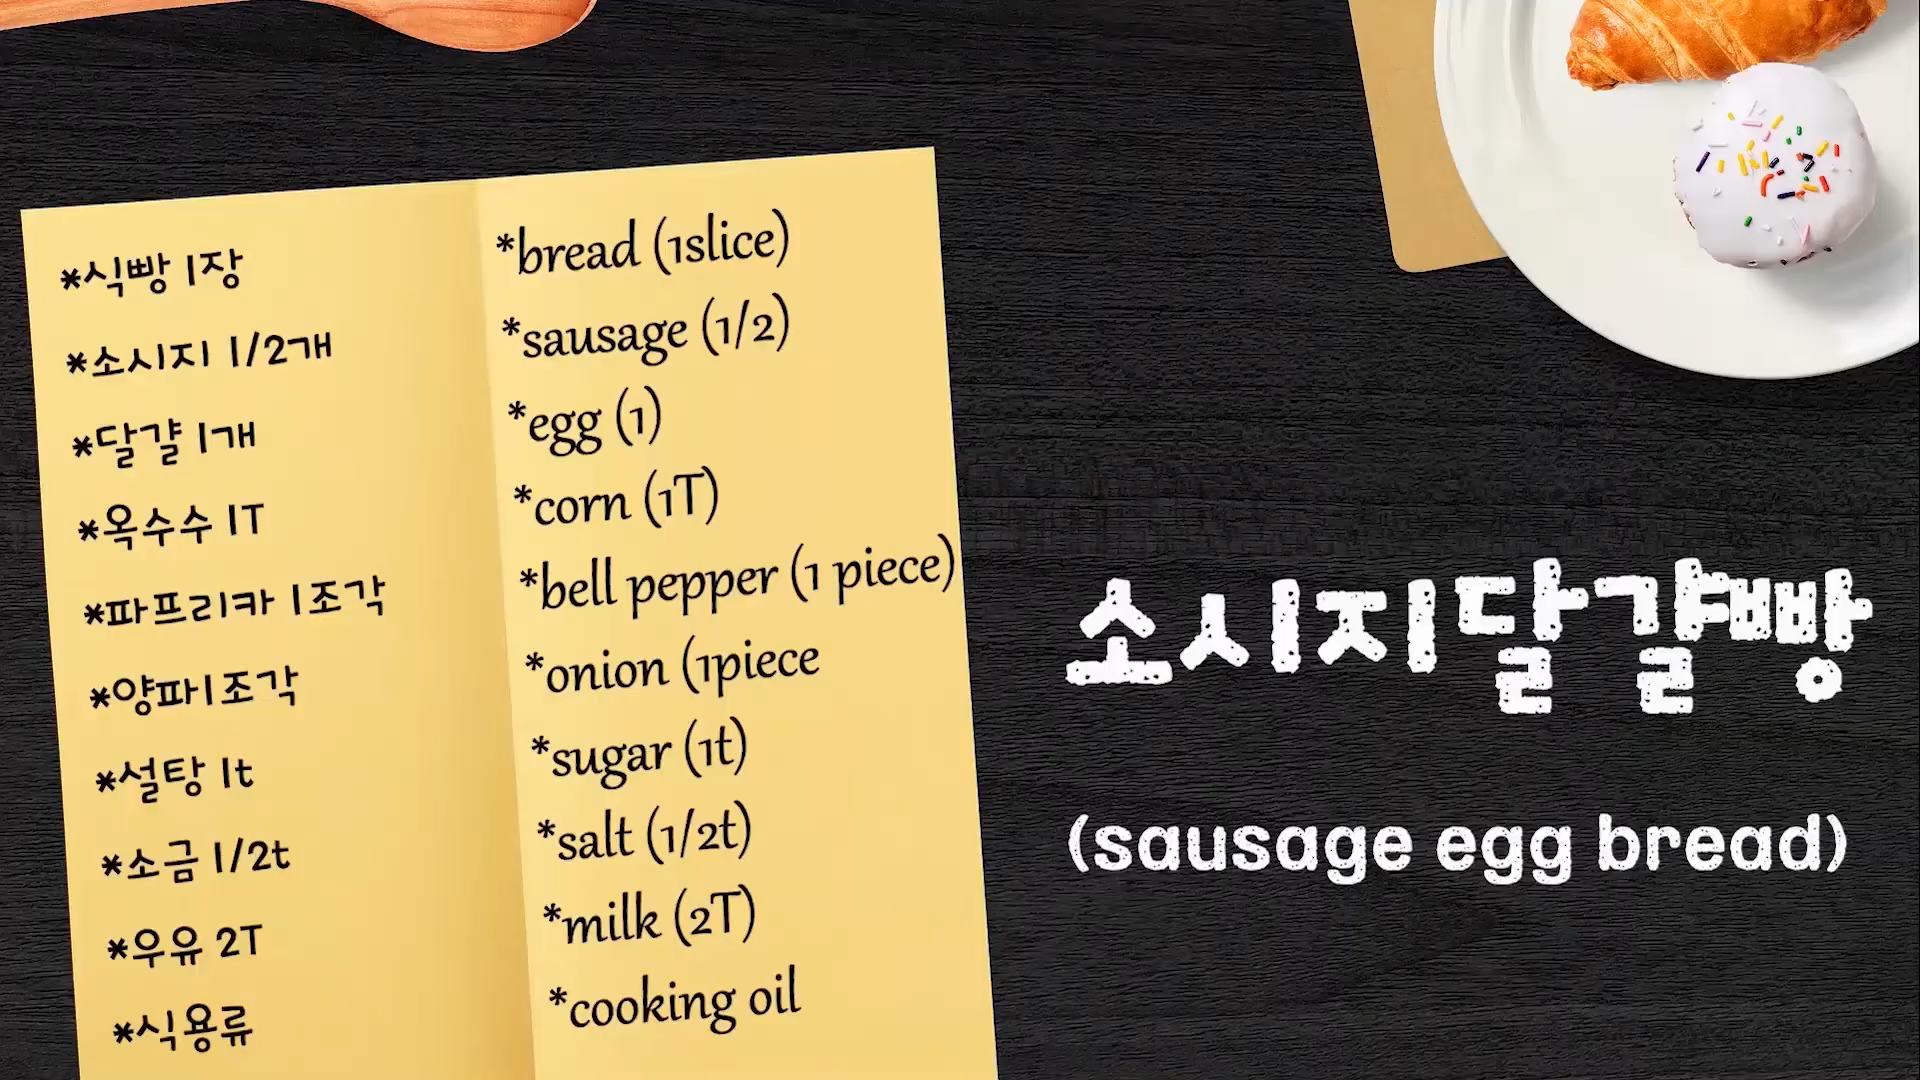 *식빵 1장
*소시지 1/2개
*달걀 1개
*옥수수 1T
*파프리카 1조각
*양파1조각
*설탕 1t
*소금 1/2t
*우유 2T
*식용류
*bread (1slice)
*sausage (1/2)
*egg (1)
*corn (1T)
*bell pepper (1 piece)
*onion (1piece
*sugar (1t)
*salt (1/2t)
*milk (2T)
*cooking oil
소시지달걀빵
(sausage egg bread)